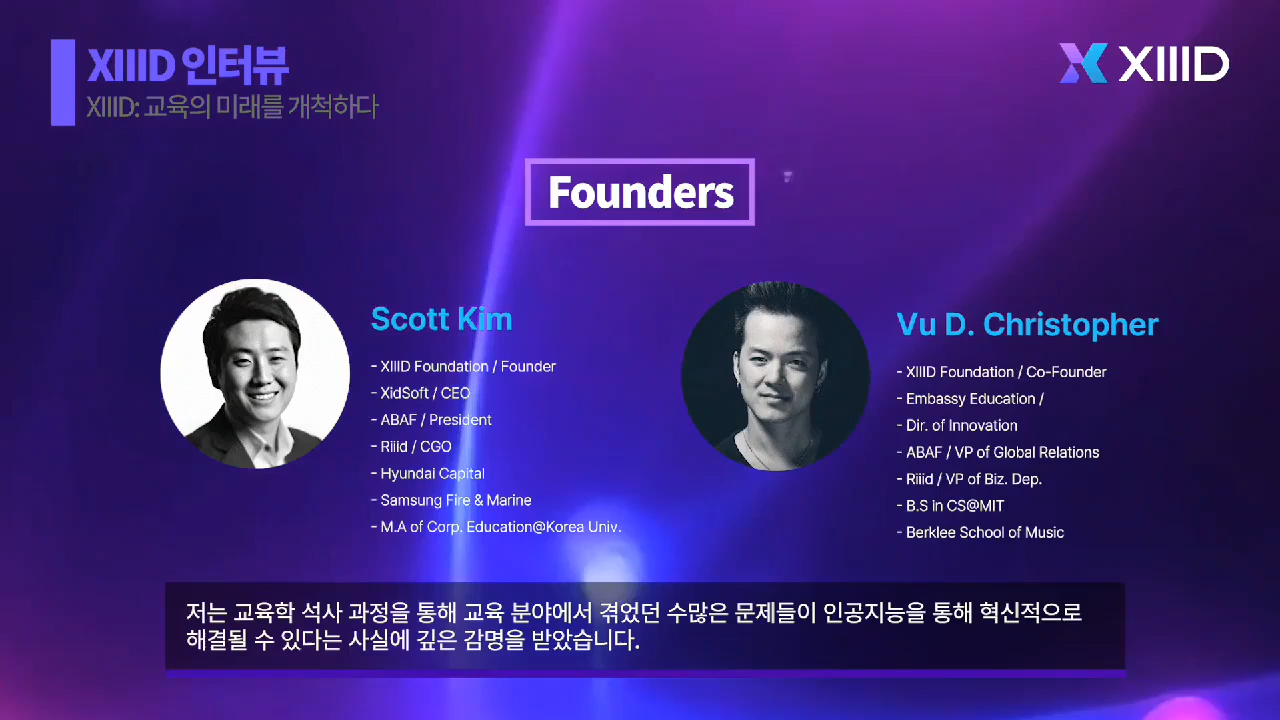 XIIID 인터뷰
XIIID: 교육의 미래를 개척하다
XIIID
Founders
Scott Kim
- XIIID Foundation / Founder
- XidSoft / CEO
- ABAF / President
- Riiid / CGO
- Hyundai Capital
- Samsung Fire & Marine
- M.A of Corp. Education@Korea Univ.
Vu D. Christopher
- XIIID Foundation / Co-Founder
- Embassy Education /
- Dir. of Innovation
- ABAF / VP of Global Relations
- Riiid / VP of Biz. Dep.
- B.S in CS@MIT
- Berklee School of Music
저는 교육학 석사 과정을 통해 교육 분야에서 겪었던 수많은 문제들이 인공지능을 통해 혁신적으로
해결될 수 있다는 사실에 깊은 감명을 받았습니다.